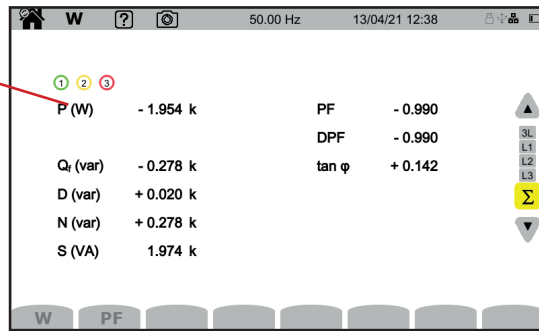 W ? 50.00 Hz 13/04/21 12:38
1 2 3
P (W) - 1.954 k PF - 0.990
DPF - 0.990
Qf (var) - 0.278 k tan φ + 0.142
D (var) + 0.020 k
N (var) + 0.278 k
S (VA) 1.974 k
3L
L1
L2
L3
Σ
W PF